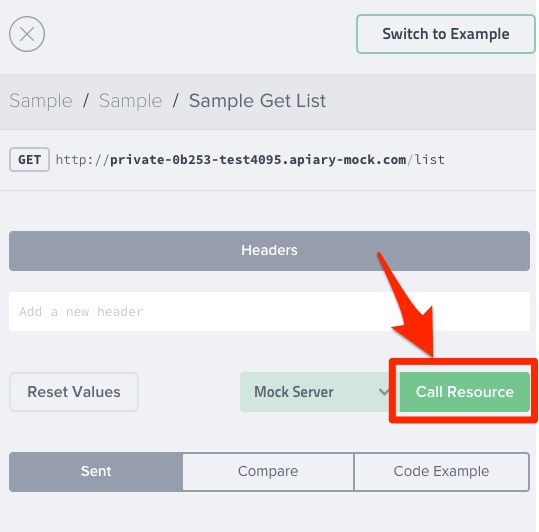 Switch to Example
Sample / Sample / Sample Get List
GET http://private-0b253-test4095.apiary-mock.com/list
Headers
Add a new header
Reset Values Mock Server Call Resource
Sent Compare Code Example